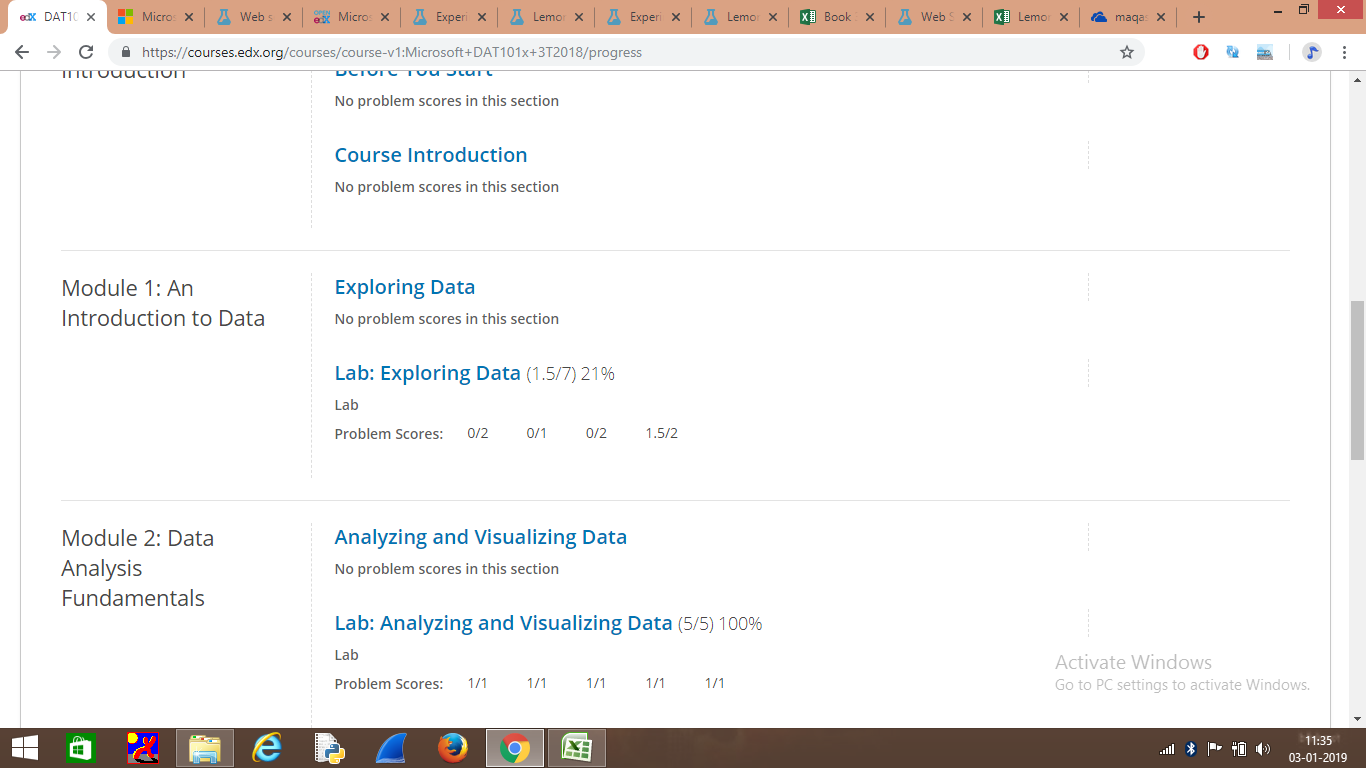 DAT10
Micros
Web s
Micros
Experi
Lemor
Experi
Lemor
Book
Web S
Lemor
maqas
https://courses.edx.org/courses/course-v1:Microsoft+DAT101x+3T2018/progress
Introduction
Before You Start
No problem scores in this section
Course Introduction
No problem scores in this section
Module 1: An
Introduction to Data
Exploring Data
No problem scores in this section
Lab: Exploring Data (1.5/7) 21%
Lab
Problem Scores: 0/2 0/1 0/2 1.5/2
Module 2: Data
Analysis
Fundamentals
Analyzing and Visualizing Data
No problem scores in this section
Lab: Analyzing and Visualizing Data (5/5) 100%
Lab
Problem Scores: 1/1 1/1 1/1 1/1 1/1
Activate Windows
Go to PC settings to activate Windows.
11:35
03-01-2019